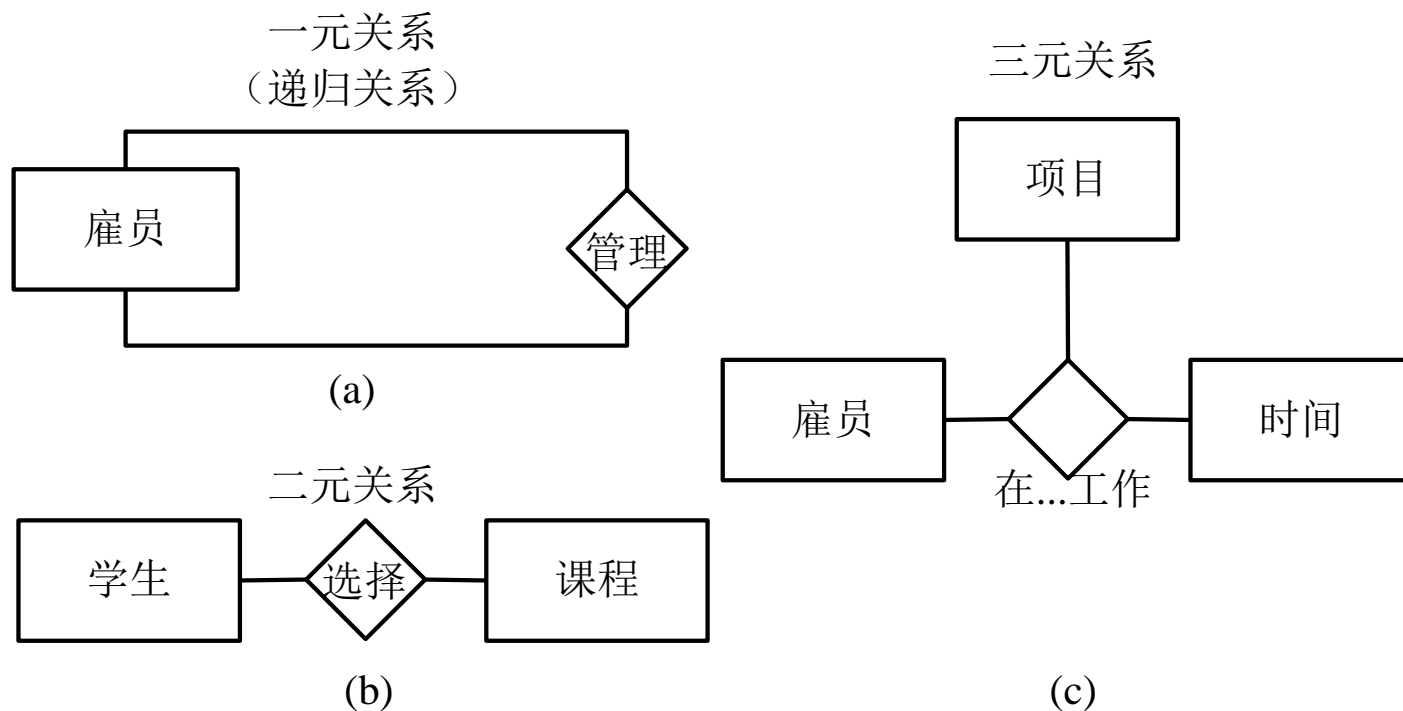 一元关系
（递归关系）
雇员
管理
(a)
二元关系
学生
选择
课程
(b)
三元关系
项目
雇员
时间
在...工作
(c)